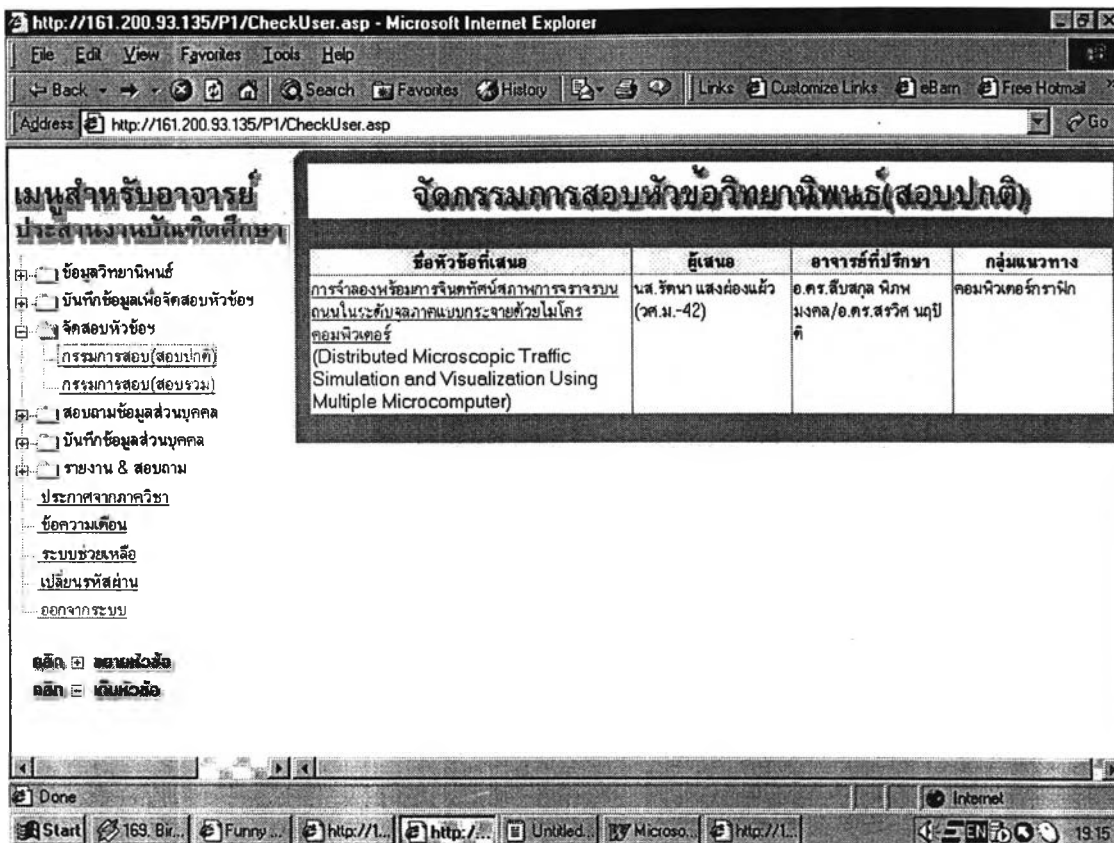 http://161.200.93.135/P1/CheckUser.asp - Microsoft Internet Explorer
File Edit View Favorites Tools Help
Back Search Favorites History Links Customize Links eBarn Free Hotmail
Address http://161.200.93.135/P1/CheckUser.asp Go
เมนูสำหรับอาจารย์
ประสานงานบัณฑิตศึกษา
ข้อมูลวิทยานิพนธ์
บันทึกข้อมูลเพื่อจัดสอบหัวข้อฯ
จัดสอบหัวข้อฯ
กรรมการสอบ(สอบปกติ)
กรรมการสอบ(สอบรวม)
สอบถามข้อมูลส่วนบุคคล
บันทึกข้อมูลส่วนบุคคล
รายงาน & สอบถาม
ประกาศจากภาควิชา
ข้อความเตือน
ระบบช่วยเหลือ
เปลี่ยนรหัสผ่าน
ออกจากระบบ
คลิก ขยายหัวข้อ
คลิก เก็บหัวข้อ
จัดกรรมการสอบหัวข้อวิทยานิพนธ์(สอบปกติ)
ชื่อหัวข้อที่เสนอ ผู้เสนอ อาจารย์ที่ปรึกษา กลุ่มแนวทาง
การจำลองพร้อมการจินตทัศน์สภาพการจราจรบน
ถนนในระดับจุลภาคแบบกระจายด้วยไมโคร
คอมพิวเตอร์
(Distributed Microscopic Traffic
Simulation and Visualization Using
Multiple Microcomputer)
นส.รัตนา แสงผ่องแผ้ว
(วศ.ม.-42)
อ.ดร.สืบสกุล พิภพ
มงคล/อ.ดร.สรวิศ นฤปิ
ติ
คอมพิวเตอร์กราฟิก
Done Internet
Start 169. Bir... Funny ... http://1... http:/... Untitled... Microso... http://1... EN 19:15